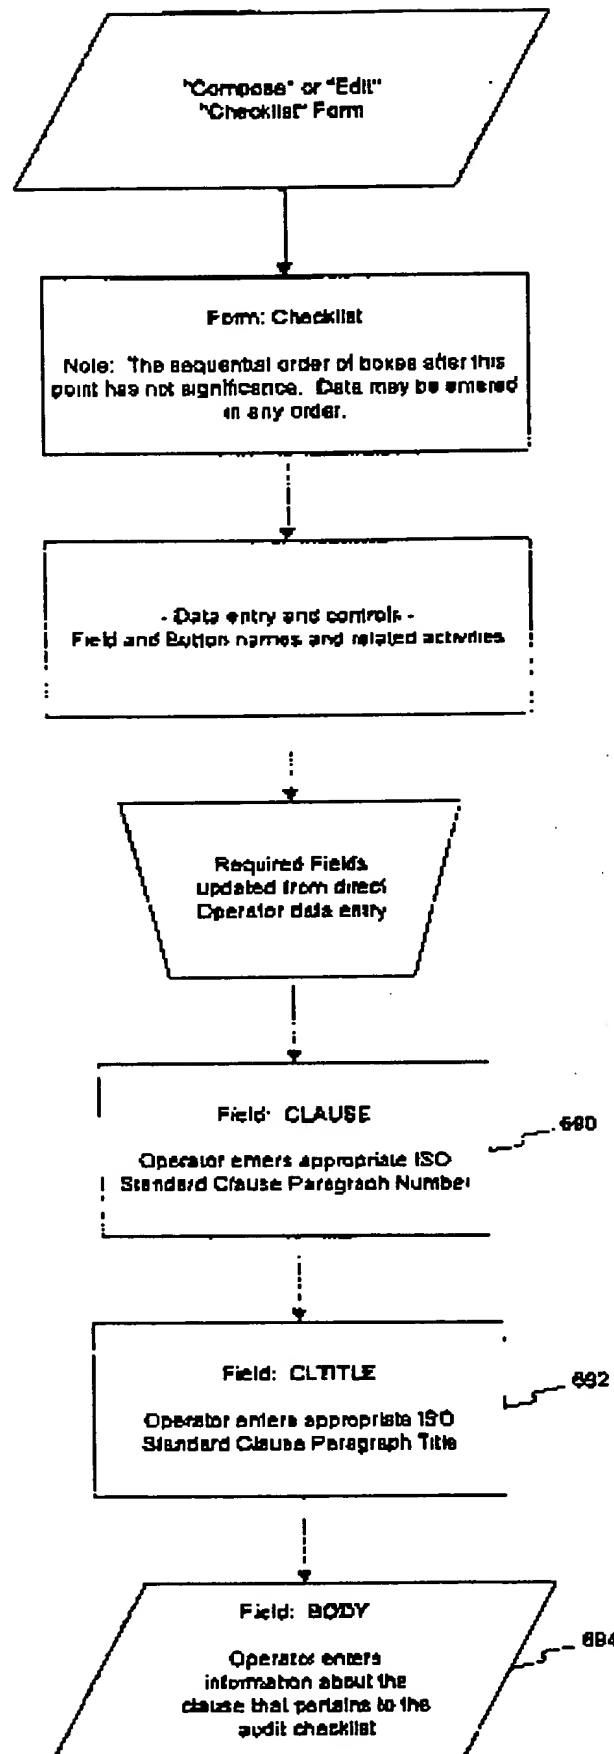 "Compose" or "Edit"
"Checklist" Form
Form: Checklist
Note: The sequential order of boxes after this
point has not significance. Data may be entered
in any order.
- Data entry and controls -
Field and Button names and related activities
Required Fields
updated from direct
Operator data entry
Field: CLAUSE
Operator enters appropriate ISO
Standard Clause Paragraph Number
690
Field: CLTITLE
Operator enters appropriate ISO
Standard Clause Paragraph Title
692
Field: BODY
Operator enters
information about the
clause that pertains to the
audit checklist
694